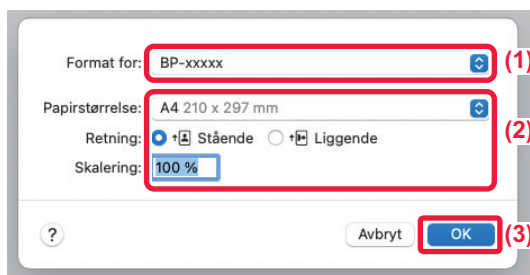 Format for: BP-xxxxx (1)
Papirstørrelse: A4 210 x 297 mm
Retning: Stående Liggende (2)
Skalering: 100 %
? Avbryt OK (3)